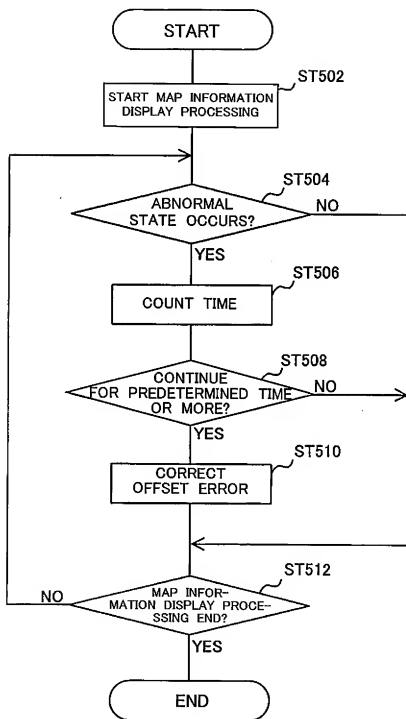 START
ST502
START MAP INFORMATION
DISPLAY PROCESSING
ST504
ABNORMAL
STATE OCCURS?
NO
YES
ST506
COUNT TIME
ST508
CONTINUE
FOR PREDETERMINED TIME
OR MORE?
NO
YES
ST510
CORRECT
OFFSET ERROR
ST512
MAP INFOR-
MATION DISPLAY PROCE-
SSING END?
NO
YES
END